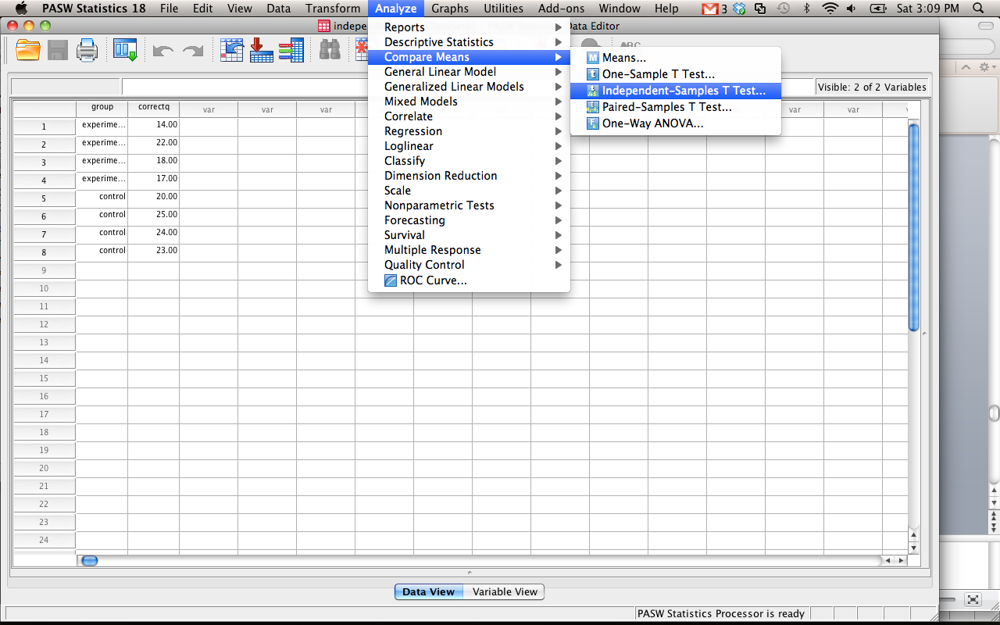 PASW Statistics 18 File Edit View Data Transform Analyze Graphs Utilities Add-ons Window Help 3 Sat 3:09 PM
indepe Data Editor
Reports
Descriptive Statistics
Compare Means
General Linear Model
Generalized Linear Models
Mixed Models
Correlate
Regression
Loglinear
Classify
Dimension Reduction
Scale
Nonparametric Tests
Forecasting
Survival
Multiple Response
Quality Control
ROC Curve...
Means...
One-Sample T Test...
Independent-Samples T Test...
Paired-Samples T Test...
One-Way ANOVA...
Visible: 2 of 2 Variables
group correctq var var var var var
1 experime... 14.00
2 experime... 22.00
3 experime... 18.00
4 experime... 17.00
5 control 20.00
6 control 25.00
7 control 24.00
8 control 23.00
9
10
11
12
13
14
15
16
17
18
19
20
21
22
23
24
Data View Variable View
PASW Statistics Processor is ready